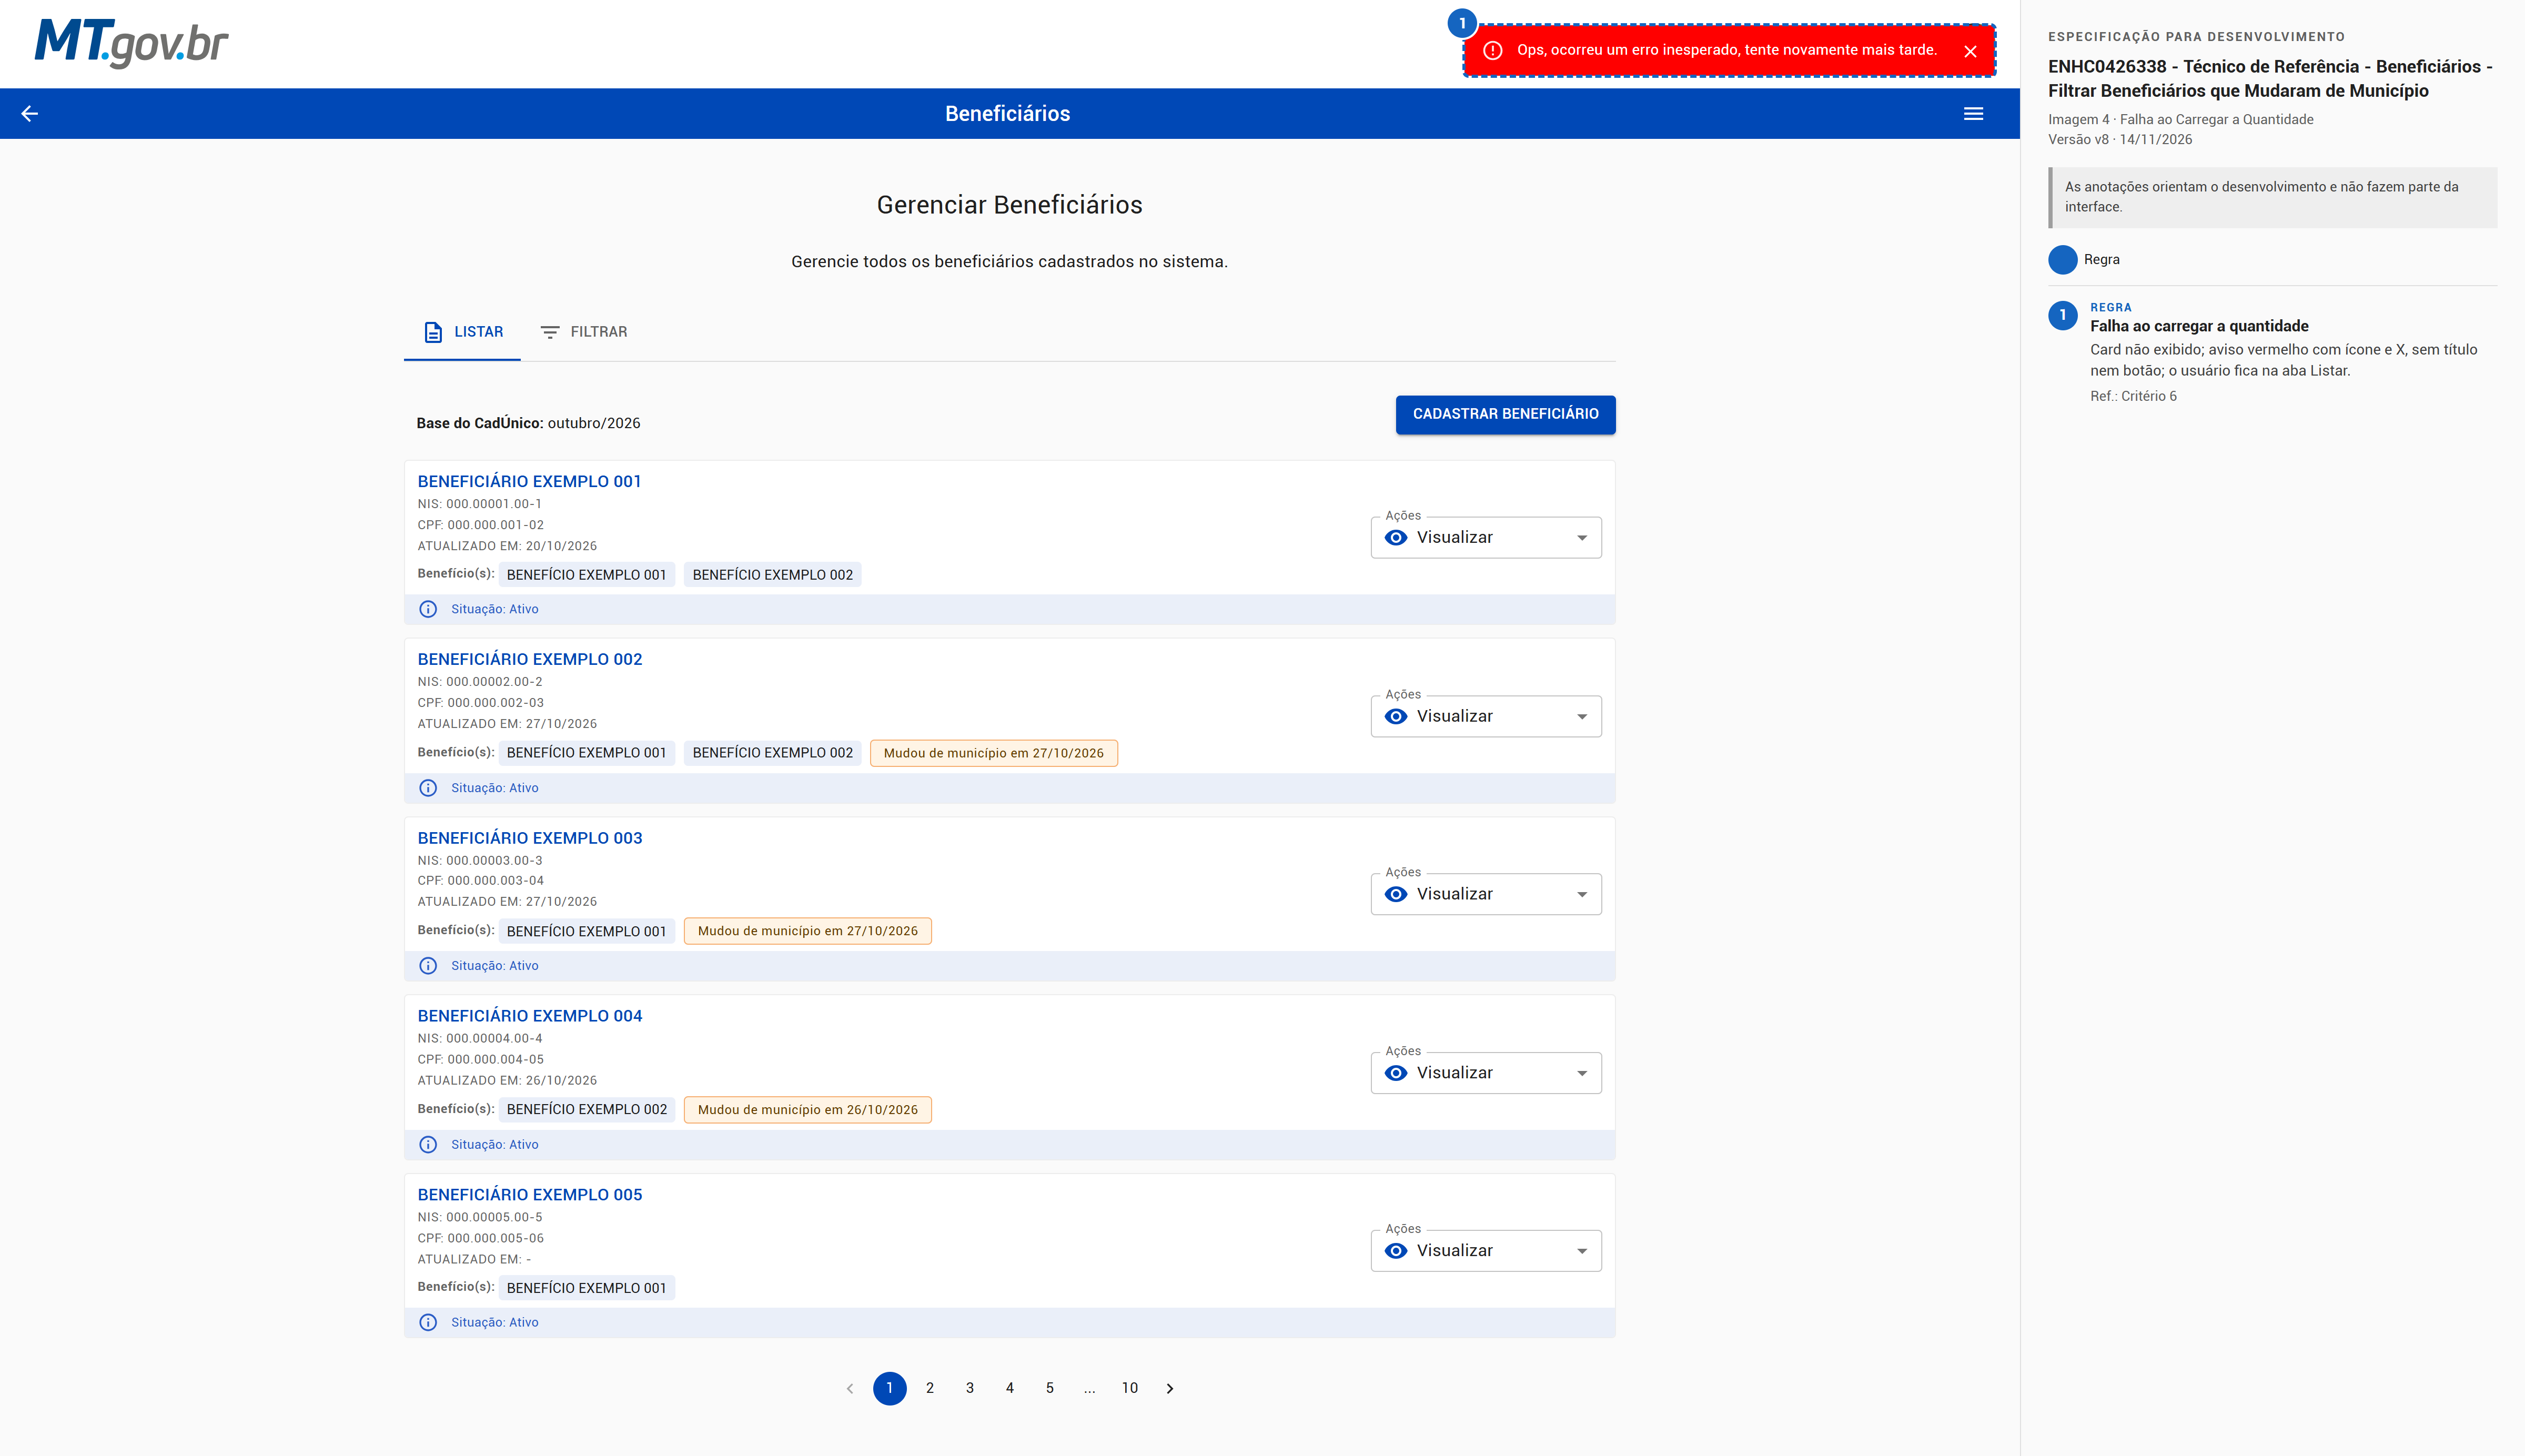 MT.gov.br
1
Ops, ocorreu um erro inesperado, tente novamente mais tarde.
Beneficiários
Gerenciar Beneficiários
Gerencie todos os beneficiários cadastrados no sistema.
LISTAR
FILTRAR
Base do CadÚnico: outubro/2026
CADASTRAR BENEFICIÁRIO
BENEFICIÁRIO EXEMPLO 001
NIS: 000.00001.00-1
CPF: 000.000.001-02
ATUALIZADO EM: 20/10/2026
Benefício(s): BENEFÍCIO EXEMPLO 001 BENEFÍCIO EXEMPLO 002
Ações
Visualizar
Situação: Ativo
BENEFICIÁRIO EXEMPLO 002
NIS: 000.00002.00-2
CPF: 000.000.002-03
ATUALIZADO EM: 27/10/2026
Benefício(s): BENEFÍCIO EXEMPLO 001 BENEFÍCIO EXEMPLO 002 Mudou de município em 27/10/2026
Ações
Visualizar
Situação: Ativo
BENEFICIÁRIO EXEMPLO 003
NIS: 000.00003.00-3
CPF: 000.000.003-04
ATUALIZADO EM: 27/10/2026
Benefício(s): BENEFÍCIO EXEMPLO 001 Mudou de município em 27/10/2026
Ações
Visualizar
Situação: Ativo
BENEFICIÁRIO EXEMPLO 004
NIS: 000.00004.00-4
CPF: 000.000.004-05
ATUALIZADO EM: 26/10/2026
Benefício(s): BENEFÍCIO EXEMPLO 002 Mudou de município em 26/10/2026
Ações
Visualizar
Situação: Ativo
BENEFICIÁRIO EXEMPLO 005
NIS: 000.00005.00-5
CPF: 000.000.005-06
ATUALIZADO EM: -
Benefício(s): BENEFÍCIO EXEMPLO 001
Ações
Visualizar
Situação: Ativo
1 2 3 4 5 ... 10
ESPECIFICAÇÃO PARA DESENVOLVIMENTO
ENHC0426338 - Técnico de Referência - Beneficiários -
Filtrar Beneficiários que Mudaram de Município
Imagem 4 · Falha ao Carregar a Quantidade
Versão v8 · 14/11/2026
As anotações orientam o desenvolvimento e não fazem parte da
interface.
Regra
1
REGRA
Falha ao carregar a quantidade
Card não exibido; aviso vermelho com ícone e X, sem título
nem botão; o usuário fica na aba Listar.
Ref.: Critério 6